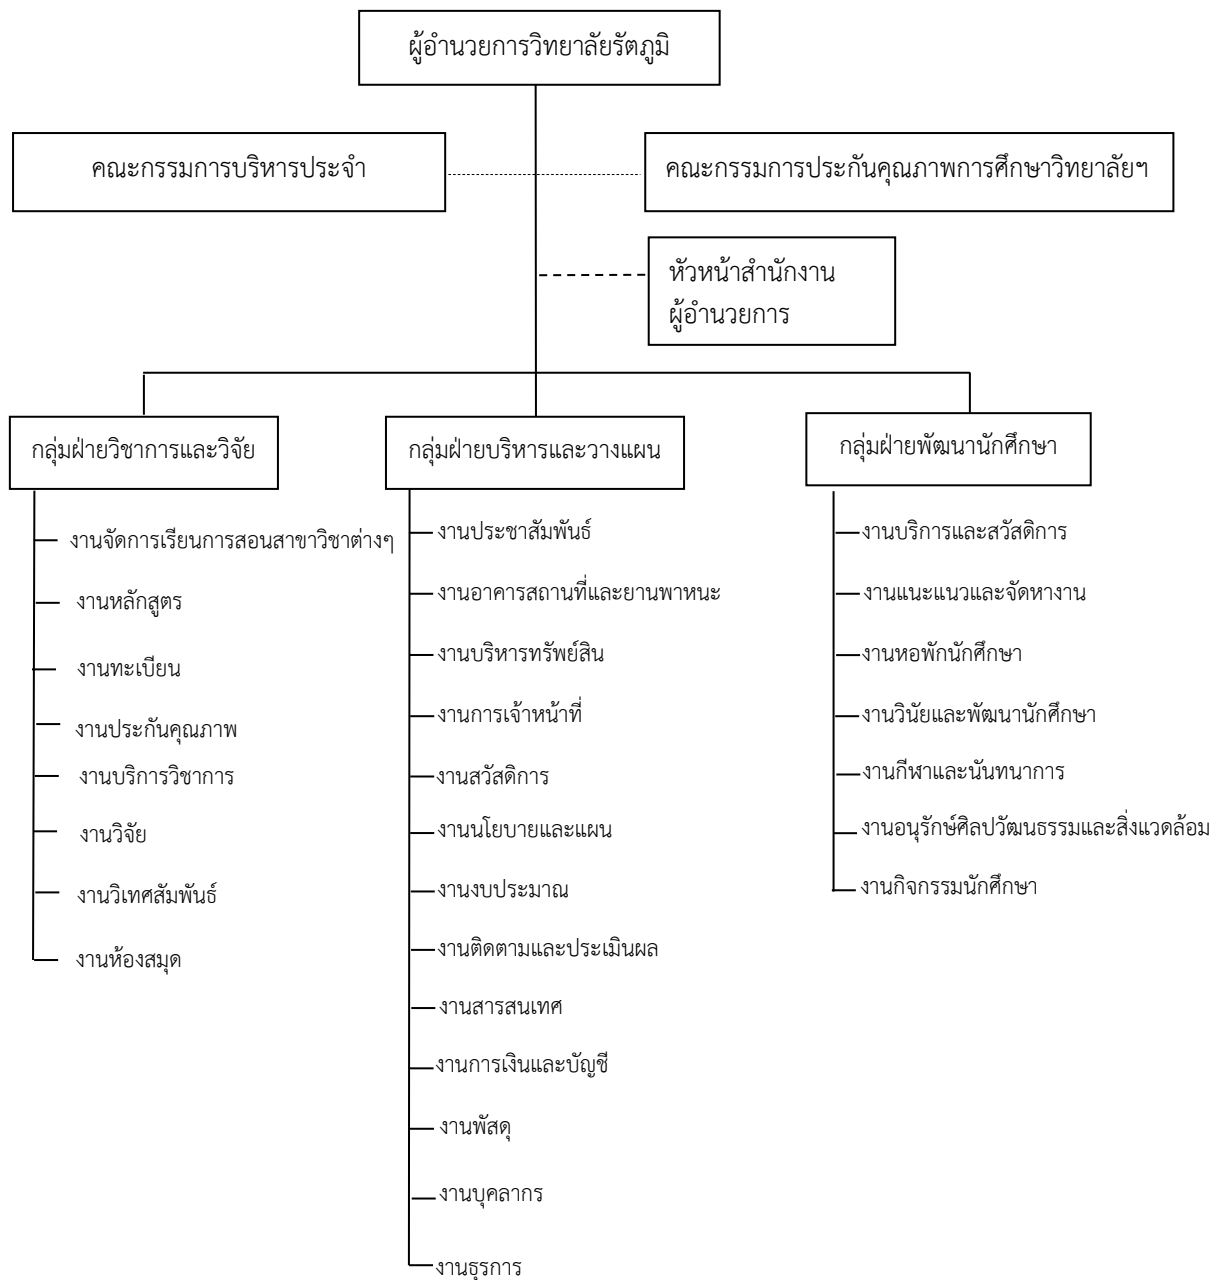 ผู้อำนวยการวิทยาลัยรัตภูมิ
คณะกรรมการบริหารประจำ
คณะกรรมการประกันคุณภาพการศึกษาวิทยาลัยฯ
หัวหน้าสำนักงาน
ผู้อำนวยการ
กลุ่มฝ่ายวิชาการและวิจัย
งานจัดการเรียนการสอนสาขาวิชาต่างๆ
งานหลักสูตร
งานทะเบียน
งานประกันคุณภาพ
งานบริการวิชาการ
งานวิจัย
งานวิเทศสัมพันธ์
งานห้องสมุด
กลุ่มฝ่ายบริหารและวางแผน
งานประชาสัมพันธ์
งานอาคารสถานที่และยานพาหนะ
งานบริหารทรัพย์สิน
งานการเจ้าหน้าที่
งานสวัสดิการ
งานนโยบายและแผน
งานงบประมาณ
งานติดตามและประเมินผล
งานสารสนเทศ
งานการเงินและบัญชี
งานพัสดุ
งานบุคลากร
งานธุรการ
กลุ่มฝ่ายพัฒนานักศึกษา
งานบริการและสวัสดิการ
งานแนะแนวและจัดหางาน
งานหอพักนักศึกษา
งานวินัยและพัฒนานักศึกษา
งานกีฬาและนันทนาการ
งานอนุรักษ์ศิลปวัฒนธรรมและสิ่งแวดล้อม
งานกิจกรรมนักศึกษา